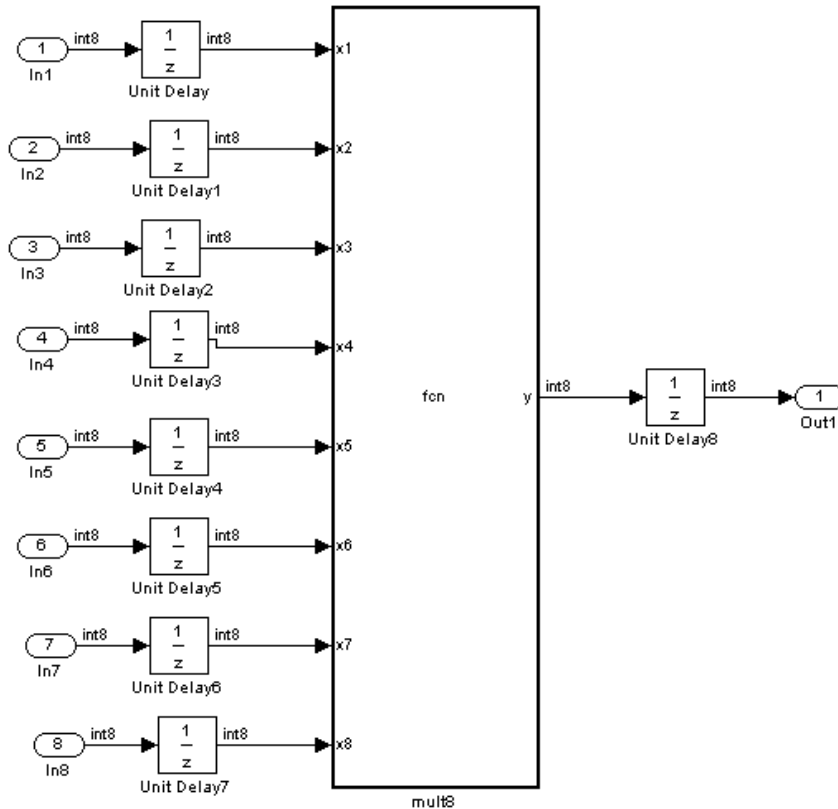 1 int8 1/z int8 x1
In1 Unit Delay
2 int8 1/z int8 x2
In2 Unit Delay1
3 int8 1/z int8 x3
In3 Unit Delay2
4 int8 1/z int8 x4
In4 Unit Delay3
fcn y int8 1/z int8 1
Unit Delay8 Out1
5 int8 1/z int8 x5
In5 Unit Delay4
6 int8 1/z int8 x6
In6 Unit Delay5
7 int8 1/z int8 x7
In7 Unit Delay6
8 int8 1/z int8 x8
In8 Unit Delay7
mult8